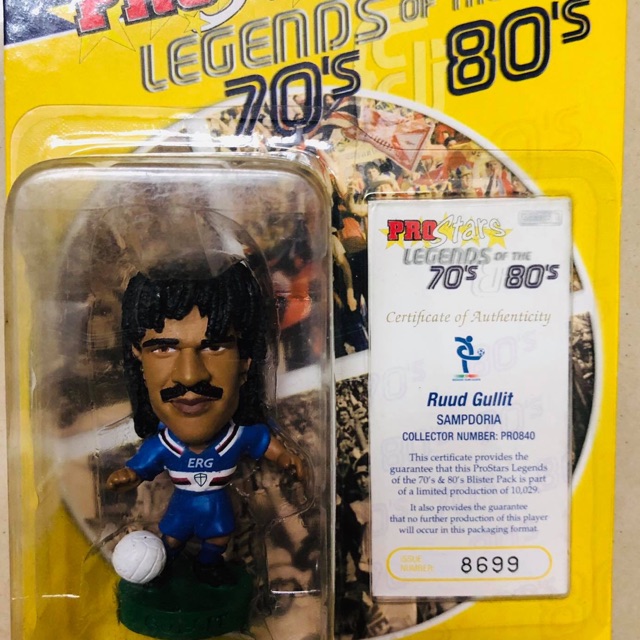 PROStars
LEGENDS OF THE
70's 80's
ERG
PROStars
LEGENDS OF THE
70's 80's
Certificate of Authenticity
Ruud Gullit
SAMPDORIA
COLLECTOR NUMBER: PRO840
This certificate provides the
guarantee that this ProStars Legends
of the 70's & 80's Blister Pack is part
of a limited production of 10,029.
It also provides the guarantee
that no further production of this player
will occur in this packaging format.
ISSUE
NUMBER:
8699